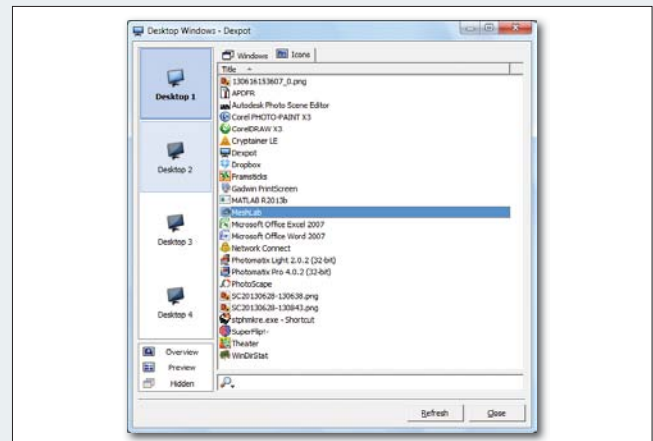 Desktop Windows - Dexpot
Desktop 1
Desktop 2
Desktop 3
Desktop 4
Overview
Preview
Hidden
Windows Icons
Title
130616153607_0.png
APDFR
Autodesk Photo Scene Editor
Corel PHOTO-PAINT X3
CorelDRAW X3
Cryptainer LE
Dexpot
Dropbox
Framsticks
Gadwin PrintScreen
MATLAB R2013b
MeshLab
Microsoft Office Excel 2007
Microsoft Office Word 2007
Network Connect
Photomatix Light 2.0.2 (32-bit)
Photomatix Pro 4.0.2 (32-bit)
PhotoScape
SC20130628-130638.png
SC20130628-130843.png
stphmkre.exe - Shortcut
SuperFlip!-
Theater
WinDirStat
Refresh Close